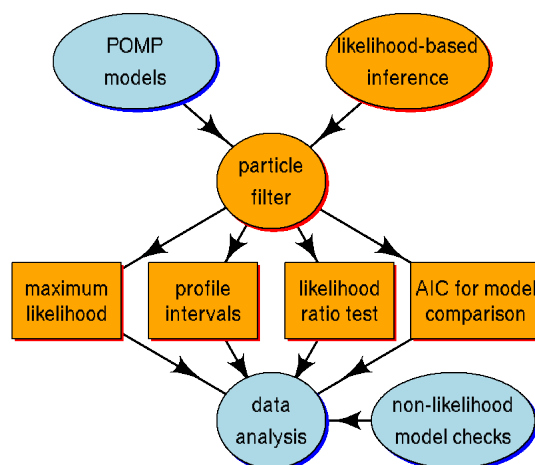 POMP
models
likelihood-based
inference
particle
filter
maximum
likelihood
profile
intervals
likelihood
ratio test
AIC for model
comparison
data
analysis
non-likelihood
model checks